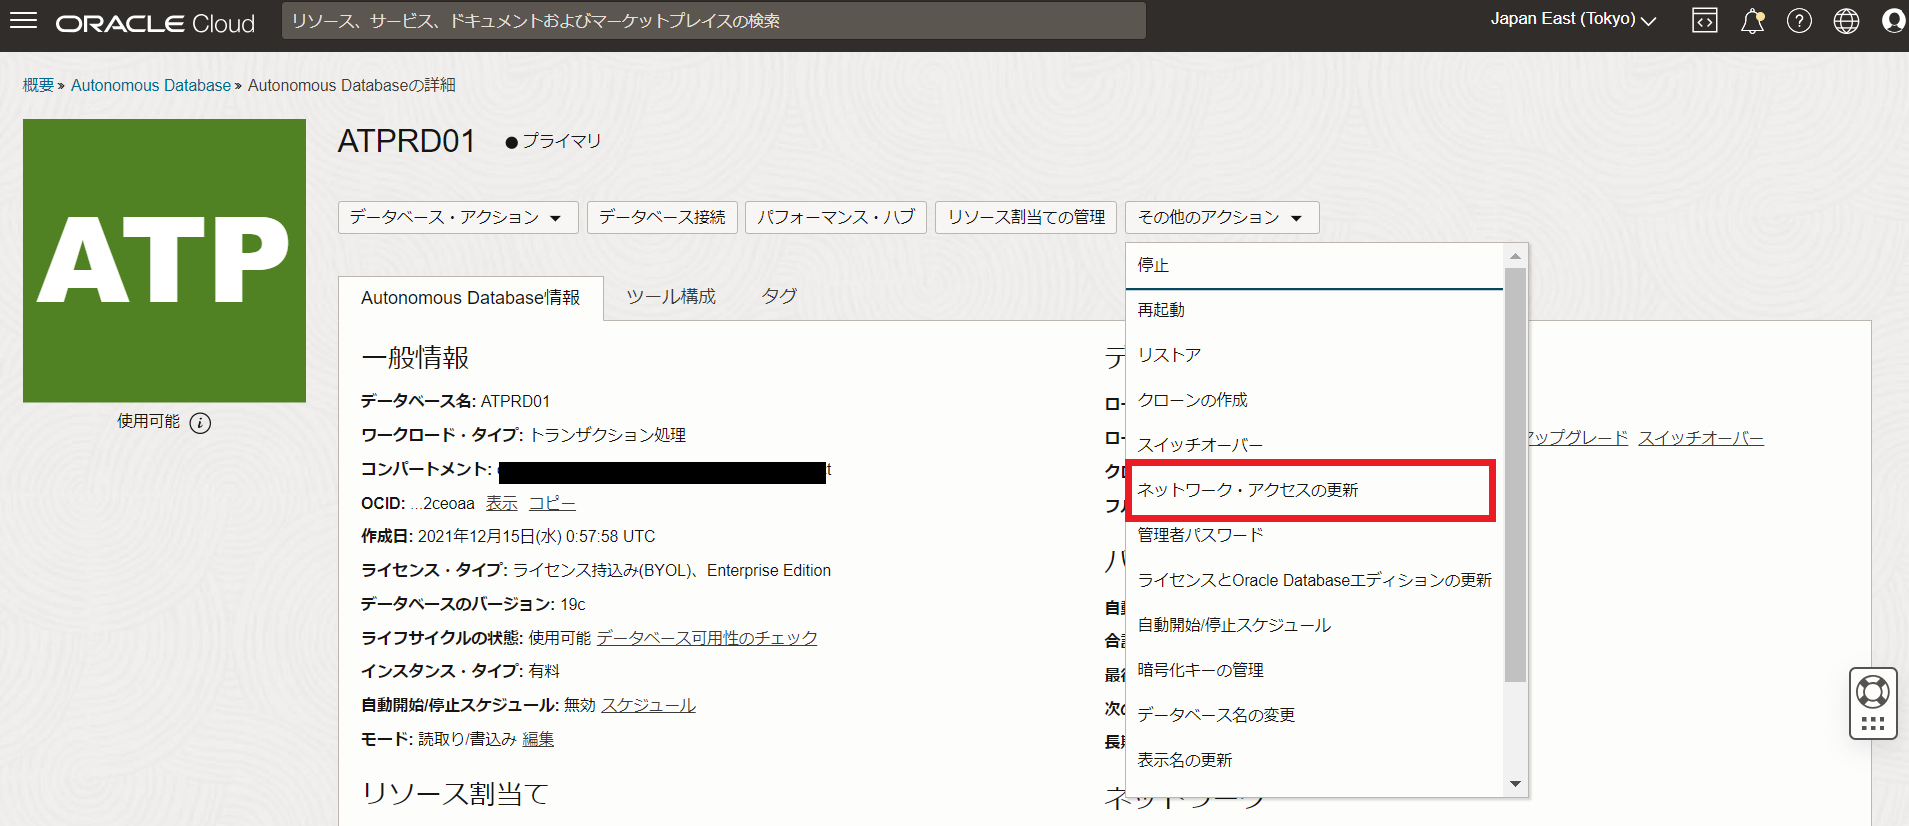 ORACLE Cloud
リソース、サービス、ドキュメントおよびマーケットプレイスの検索
Japan East (Tokyo)
概要 » Autonomous Database » Autonomous Databaseの詳細
ATP
使用可能
ATPRD01
プライマリ
データベース・アクション
データベース接続
パフォーマンス・ハブ
リソース割当ての管理
その他のアクション
停止
再起動
リストア
クローンの作成
スイッチオーバー
ネットワーク・アクセスの更新
管理者パスワード
ライセンスとOracle Databaseエディションの更新
自動開始/停止スケジュール
暗号化キーの管理
データベース名の変更
表示名の更新
Autonomous Database情報
ツール構成
タグ
一般情報
データベース名: ATPRD01
ワークロード・タイプ: トランザクション処理
コンパートメント:
OCID: ...2ceoaa 表示 コピー
作成日: 2021年12月15日(水) 0:57:58 UTC
ライセンス・タイプ: ライセンス持込み(BYOL)、Enterprise Edition
データベースのバージョン: 19c
ライフサイクルの状態: 使用可能 データベース可用性のチェック
インスタンス・タイプ: 有料
自動開始/停止スケジュール: 無効 スケジュール
モード: 読取り/書込み 編集
リソース割当て
アップグレード スイッチオーバー
ネットワーク